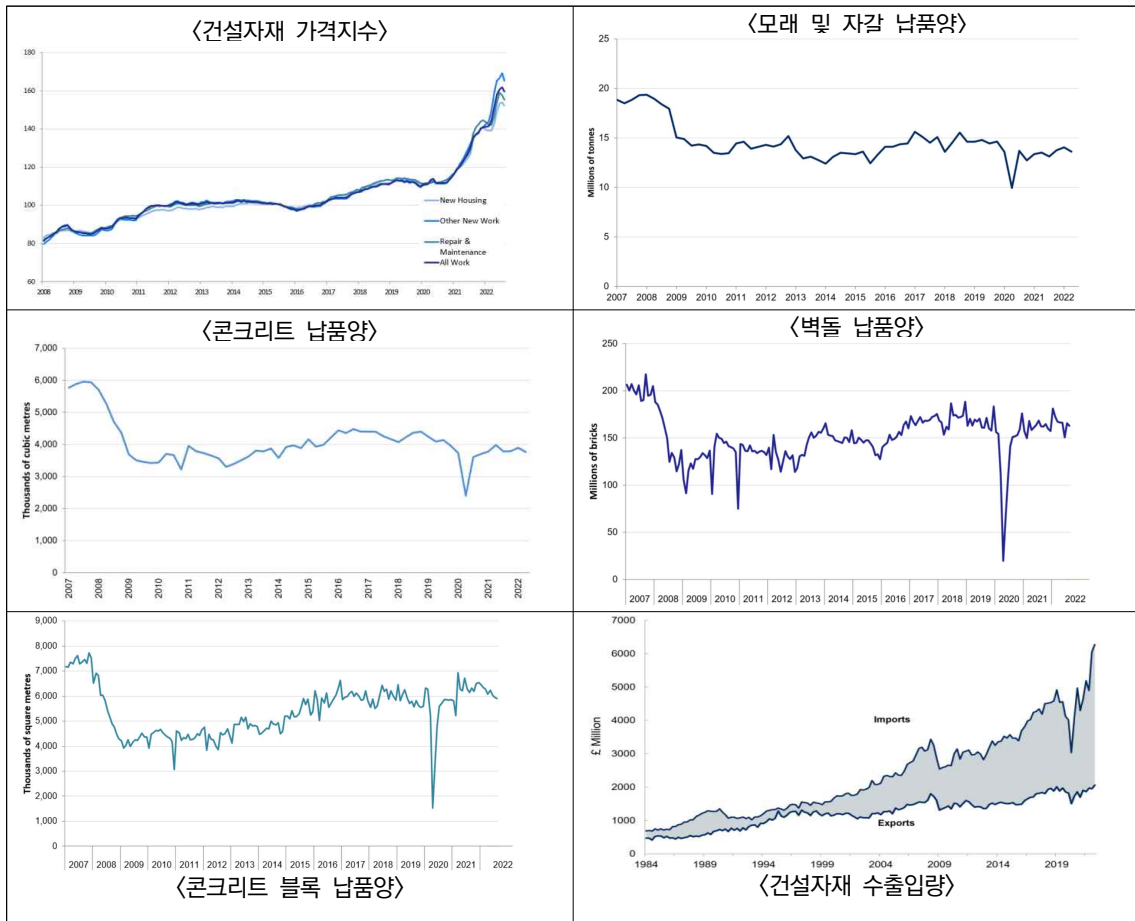 〈건설자재 가격지수〉
180
160
140
120
100
80
60
2008 2009 2010 2011 2012 2013 2014 2015 2016 2017 2018 2019 2020 2021 2022
New Housing
Other New Work
Repair &
Maintenance
All Work
〈모래 및 자갈 납품양〉
Millions of tonnes
25
20
15
10
5
0
2007 2008 2009 2010 2011 2012 2013 2014 2015 2016 2017 2018 2019 2020 2021 2022
〈콘크리트 납품양〉
Thousands of cubic metres
7,000
6,000
5,000
4,000
3,000
2,000
1,000
0
2007 2008 2009 2010 2011 2012 2013 2014 2015 2016 2017 2018 2019 2020 2021 2022
〈벽돌 납품양〉
Millions of bricks
250
200
150
100
50
0
2007 2008 2009 2010 2011 2012 2013 2014 2015 2016 2017 2018 2019 2020 2021 2022
Thousands of square metres
9,000
8,000
7,000
6,000
5,000
4,000
3,000
2,000
1,000
0
2007 2008 2009 2010 2011 2012 2013 2014 2015 2016 2017 2018 2019 2020 2021 2022
〈콘크리트 블록 납품양〉
£ Million
7000
6000
5000
4000
3000
2000
1000
0
Imports
Exports
1984 1989 1994 1999 2004 2009 2014 2019
〈건설자재 수출입량〉